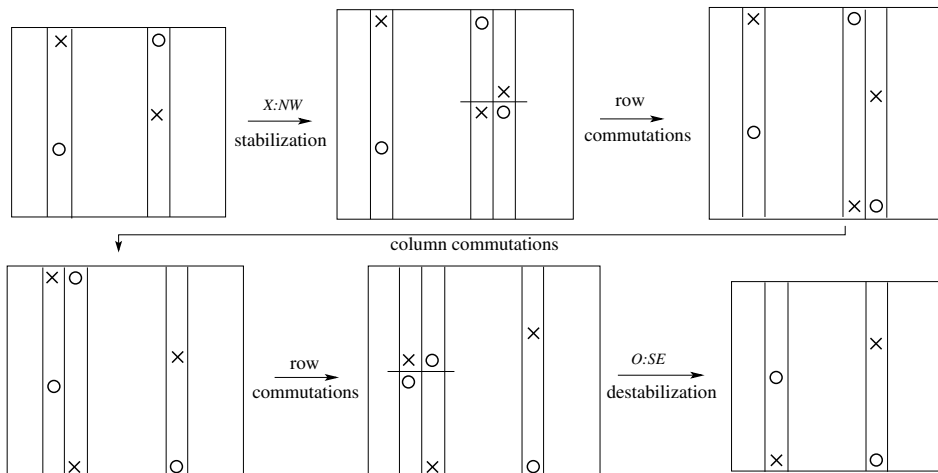 X:NW
stabilization
row
commutations
column commutations
row
commutations
O:SE
destabilization